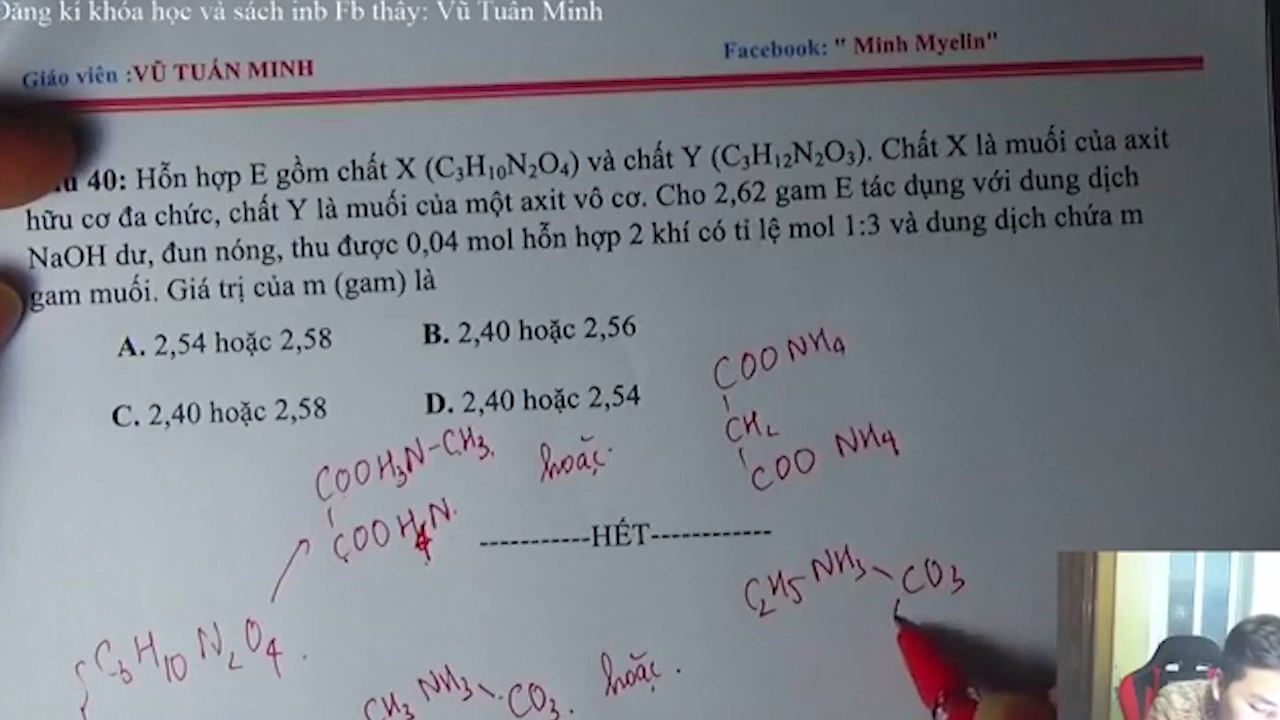 Đăng kí khóa học và sách inb Fb thầy: Vũ Tuấn Minh
Giáo viên :VŨ TUẤN MINH
Facebook: " Minh Myelin"
40: Hỗn hợp E gồm chất X (C₃H₁₀N₂O₄) và chất Y (C₃H₁₂N₂O₃). Chất X là muối của axit
hữu cơ đa chức, chất Y là muối của một axit vô cơ. Cho 2,62 gam E tác dụng với dung dịch
NaOH dư, đun nóng, thu được 0,04 mol hỗn hợp 2 khí có tỉ lệ mol 1:3 và dung dịch chứa m
gam muối. Giá trị của m (gam) là
A. 2,54 hoặc 2,58
B. 2,40 hoặc 2,56
C. 2,40 hoặc 2,58
D. 2,40 hoặc 2,54
COONH₄
CH₂
COONH₄
COOH₃N-CH₃
hoặc
COOH₄N
-----------HẾT------------
C₂H₅NH₃ CO₃
C₃H₁₀N₂O₄
CH₃NH₃ CO₃
hoặc